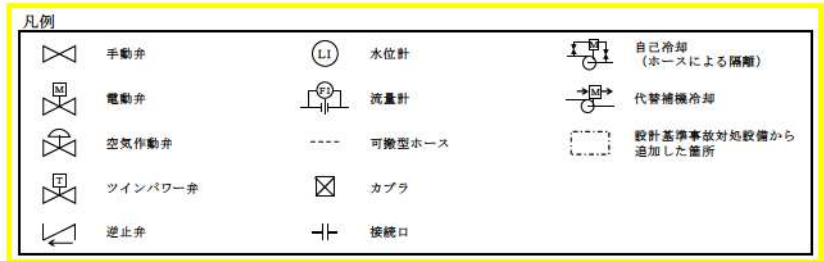 凡例
手動弁
電動弁
空気作動弁
ツインパワー弁
逆止弁
水位計
流量計
可搬型ホース
カプラ
接続口
自己冷却
(ホースによる隔離)
代替補機冷却
設計基準事故対処設備から
追加した箇所
M
T
LI
FI
M
M